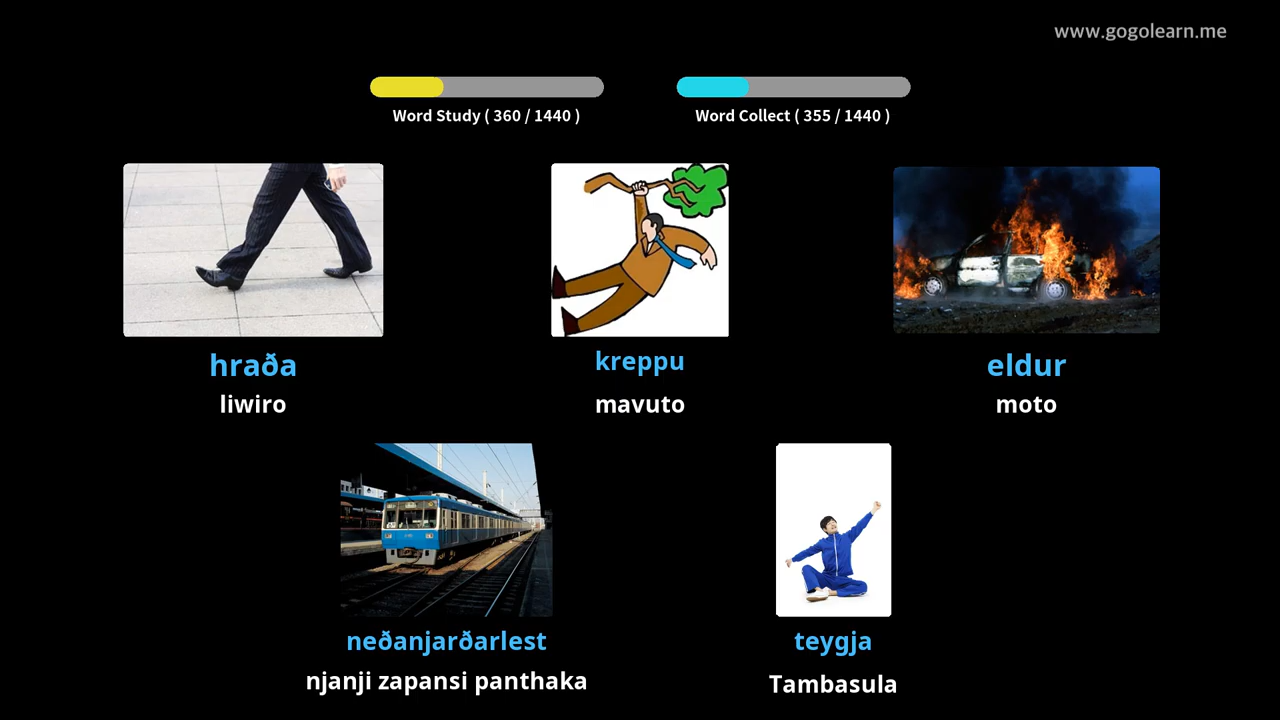 www.gogolearn.me
Word Study ( 360 / 1440 )
Word Collect ( 355 / 1440 )
hraða
kreppu
eldur
liwiro
mavuto
moto
neðanjarðarlest
teygja
njanji zapansi panthaka
Tambasula